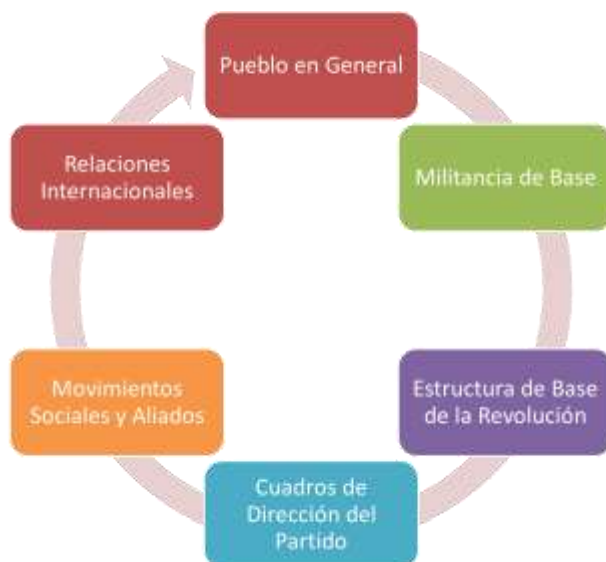 Pueblo en General
Militancia de Base
Estructura de Base
de la Revolución
Cuadros de
Dirección del
Partido
Movimientos
Sociales y Aliados
Relaciones
Internacionales